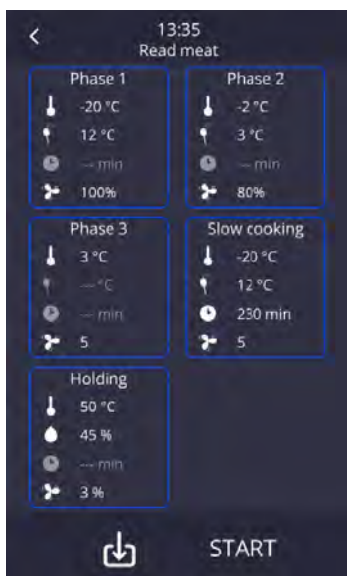 13:35
Read meat
Phase 1
-20 °C
12 °C
--- min
100%
Phase 2
-2 °C
3 °C
--- min
80%
Phase 3
3 °C
--- °C
--- min
5
Slow cooking
-20 °C
12 °C
230 min
5
Holding
50 °C
45 %
--- min
3 %
START